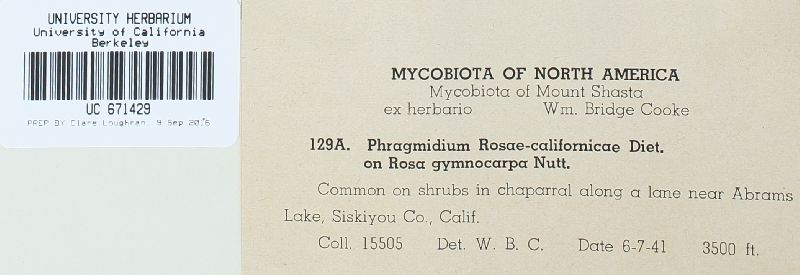 UNIVERSITY HERBARIUM
University of California
Berkeley
UC 671429
PREP BY Clare Loughran 9 Sep 2016
MYCOBIOTA OF NORTH AMERICA
Mycobiota of Mount Shasta
ex herbario Wm. Bridge Cooke
129A. Phragmidium Rosae-californicae Diet.
on Rosa gymnocarpa Nutt.
Common on shrubs in chaparral along a lane near Abrams
Lake, Siskiyou Co., Calif.
Coll. 15505 Det. W. B. C. Date 6-7-41 3500 ft.